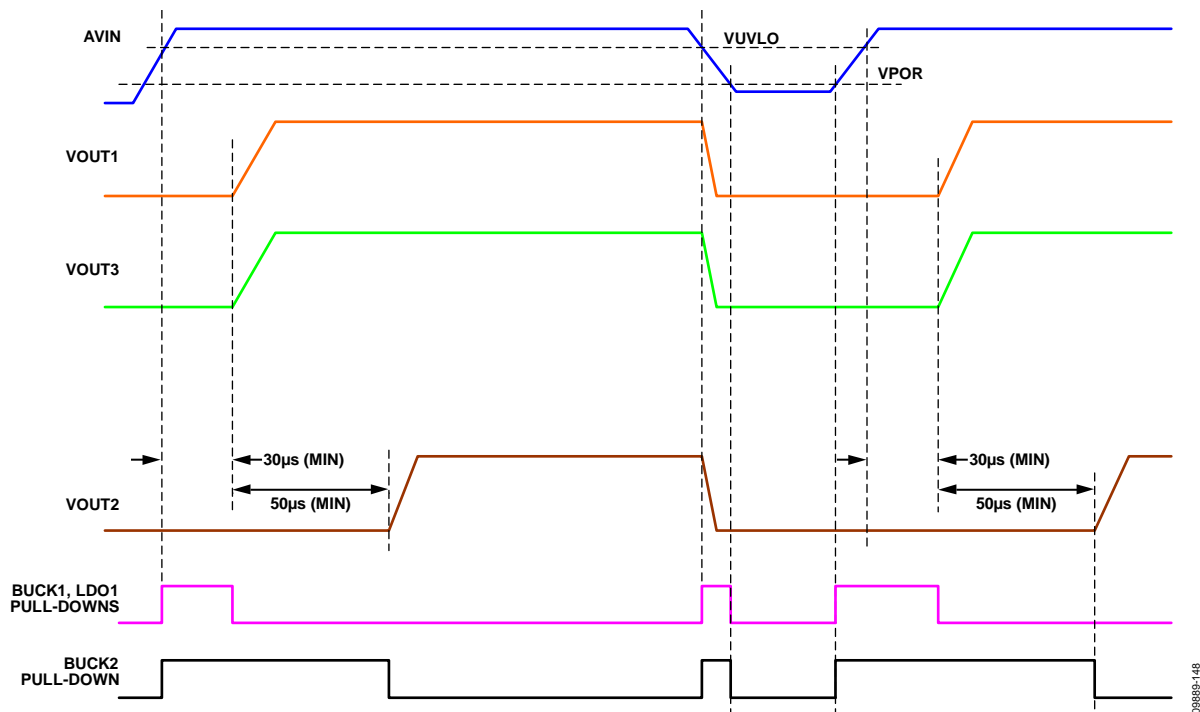 AVIN
VUVLO
VPOR
VOUT1
VOUT3
30µs (MIN)
30µs (MIN)
50µs (MIN)
50µs (MIN)
VOUT2
BUCK1, LDO1
PULL-DOWNS
BUCK2
PULL-DOWN
09889-148